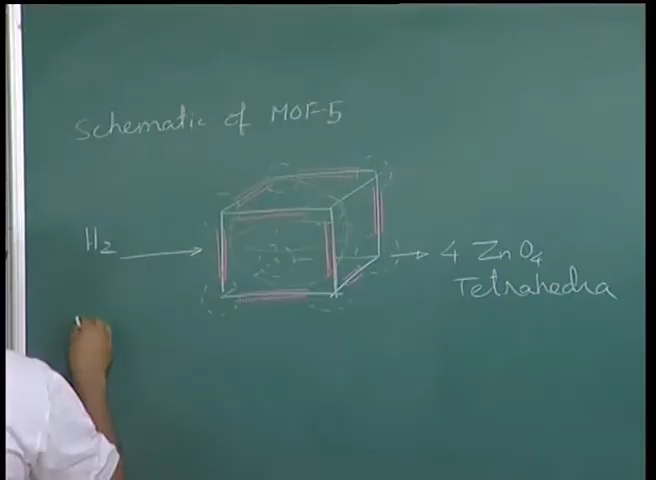 Schematic of MOF-5
H₂
4 ZnO₄
Tetrahedra